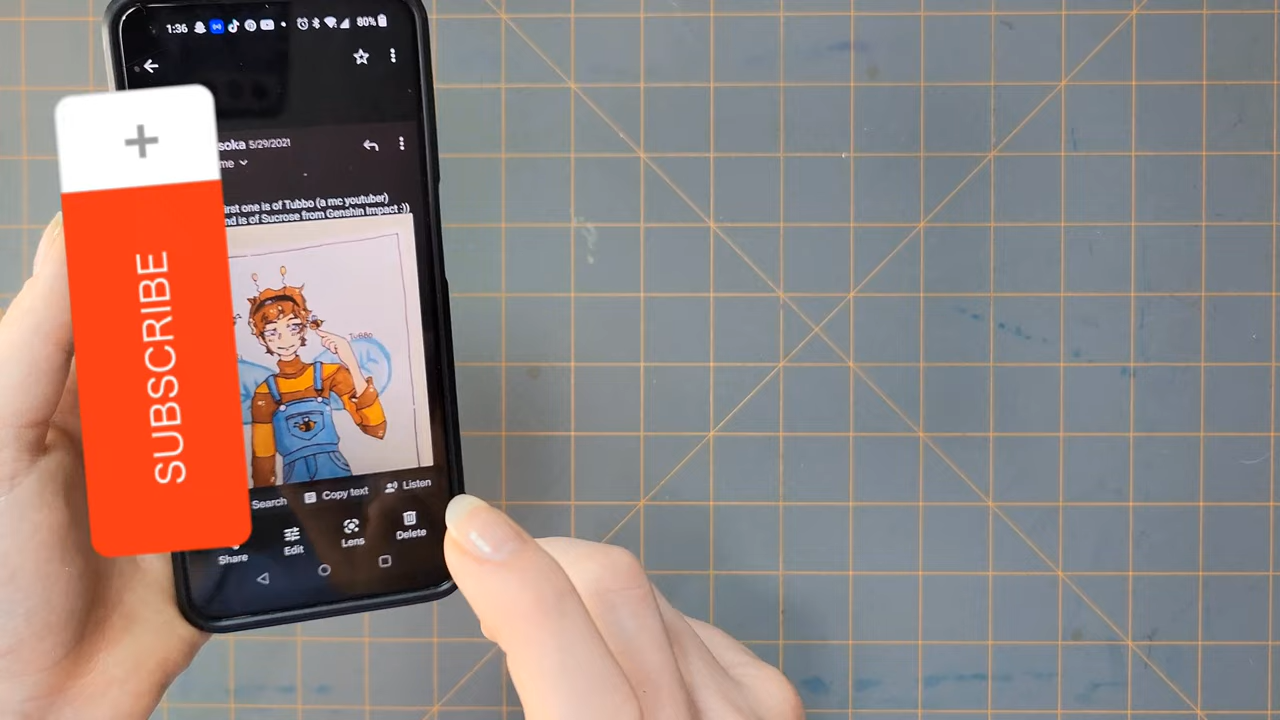 1:36
80%
soka 5/29/2021
me
irst one is of Tubbo (a mc youtuber)
nd is of Sucrose from Genshin Impact :))
Tubbo
+
SUBSCRIBE
Search
Copy text
Listen
Share
Edit
Lens
Delete